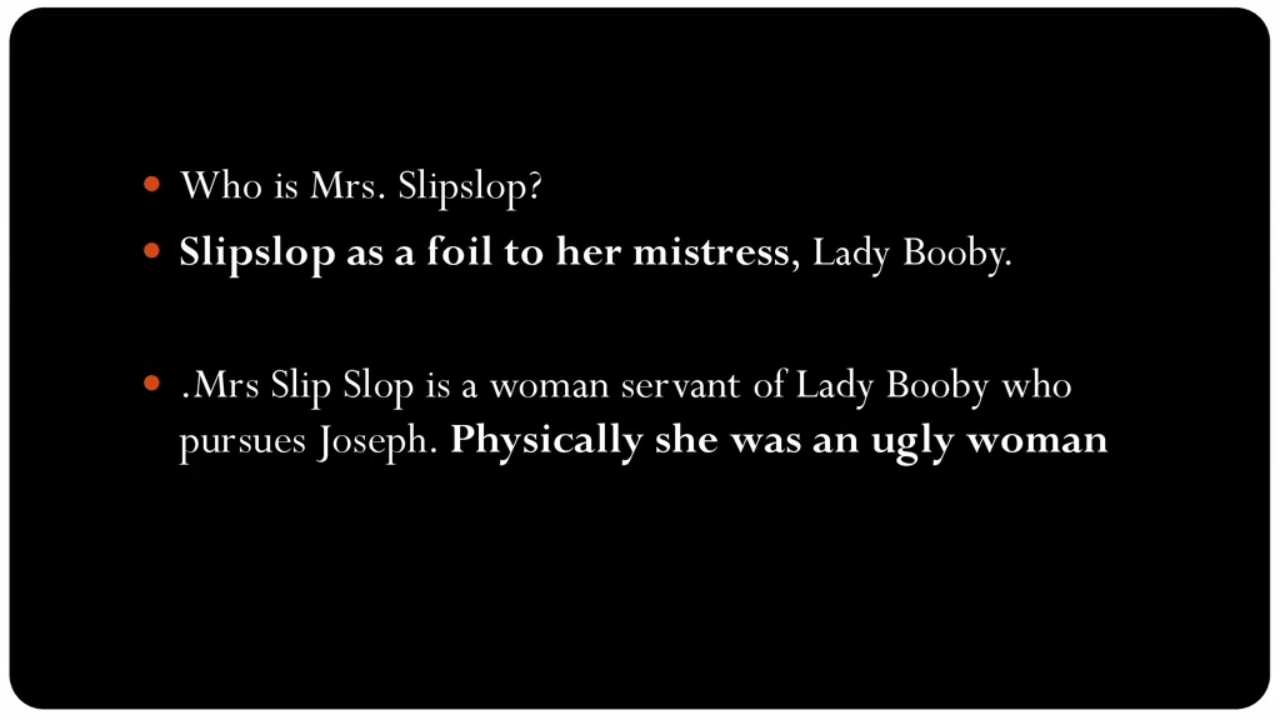 • Who is Mrs. Slipslop?
• Slipslop as a foil to her mistress, Lady Booby.
• .Mrs Slip Slop is a woman servant of Lady Booby who
pursues Joseph. Physically she was an ugly woman